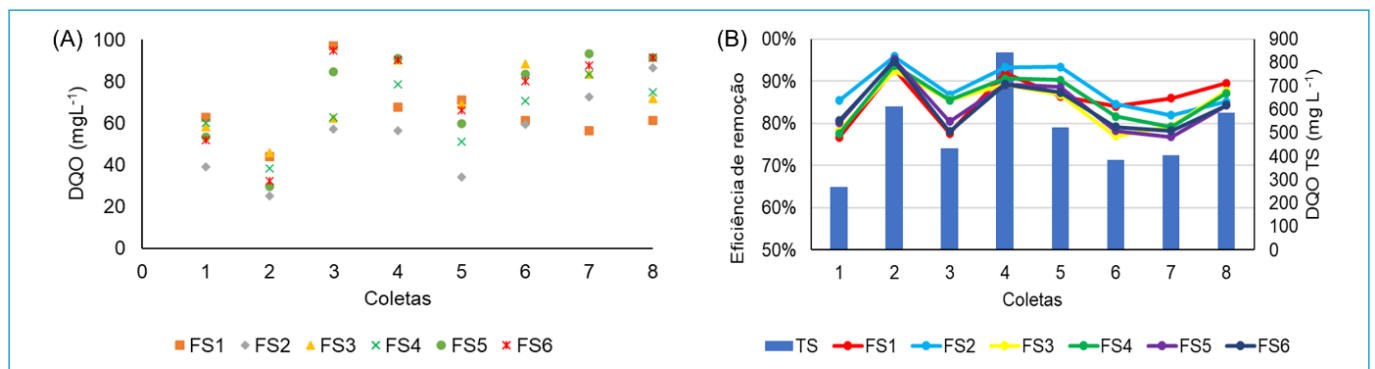 (A)
100
80
60
40
20
0
DQO (mgL⁻¹)
0 1 2 3 4 5 6 7 8
Coletas
FS1 FS2 FS3 FS4 FS5 FS6
(B)
00%
90%
80%
70%
60%
50%
Eficiência de remoção
900
800
700
600
500
400
300
200
100
0
DQO TS (mg L⁻¹)
1 2 3 4 5 6 7 8
Coletas
TS FS1 FS2 FS3 FS4 FS5 FS6